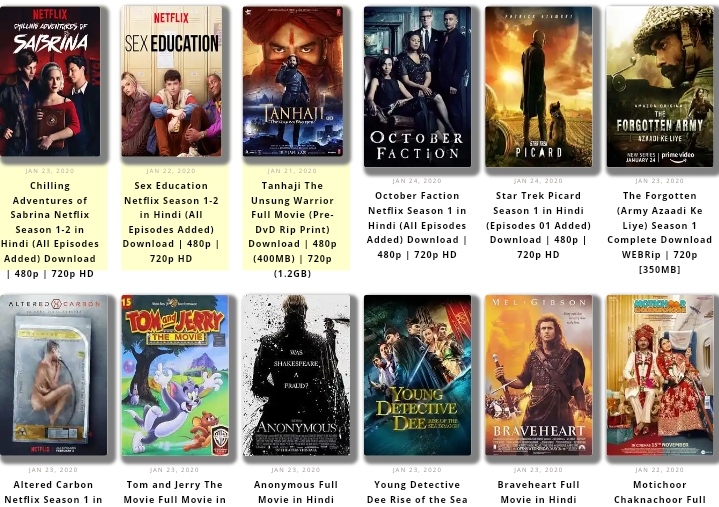 NETFLIX
CHILLING ADVENTURES OF
SABRINA
JAN 23, 2020
Chilling
Adventures of
Sabrina Netflix
Season 1-2 in
Hindi (All
Episodes Added)
Download
| 480p | 720p HD
NETFLIX
SEX EDUCATION
JAN 22, 2020
Sex Education
Netflix Season 1-2
in Hindi (All
Episodes Added)
Download | 480p |
720p HD
TANHAJI
JAN 21, 2020
Tanhaji The
Unsung Warrior
Full Movie (Pre-
DvD Rip Print)
Download | 480p
(400MB) | 720p
(1.2GB)
OCTOBER
FACTION
JAN 24, 2020
October Faction
Netflix Season 1 in
Hindi (All Episodes
Added) Download |
480p | 720p HD
PATRICK STEWART
STAR TREK
PICARD
JAN 24, 2020
Star Trek Picard
Season 1 in Hindi
(Episodes 01 Added)
Download | 480p |
720p HD
AMAZON ORIGINAL
THE
FORGOTTEN ARMY
AZAADI KE LIYE
NEW SERIES
JANUARY 24
prime video
JAN 23, 2020
The Forgotten
(Army Azaadi Ke
Liye) Season 1
Complete Download
WEBRip | 720p
[350MB]
ALTERED CARBON
NETFLIX
JAN 23, 2020
Altered Carbon
Netflix Season 1 in
15
TOM and JERRY
THE MOVIE
JAN 23, 2020
Tom and Jerry The
Movie Full Movie in
WAS
SHAKESPEARE
A
FRAUD?
ANONYMOUS
JAN 23, 2020
Anonymous Full
Movie in Hindi
YOUNG
DETECTIVE
DEE RISE OF THE
SEA DRAGON
JAN 23, 2020
Young Detective
Dee Rise of the Sea
MEL GIBSON
BRAVEHEART
JAN 23, 2020
Braveheart Full
Movie in Hindi
MOTICHOOR
CHAKNACHOOR
IN CINEMAS 15TH NOVEMBER
JAN 22, 2020
Motichoor
Chaknachoor Full